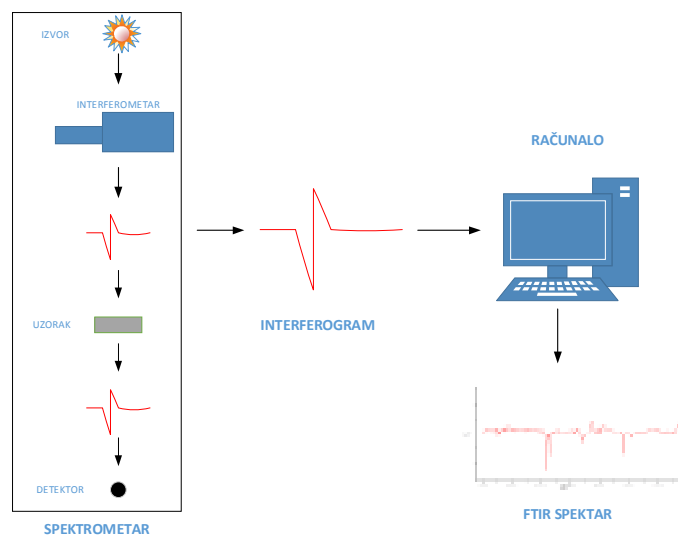 IZVOR
INTERFEROMETAR
UZORAK
DETEKTOR
SPEKTROMETAR
INTERFEROGRAM
RAČUNALO
FTIR SPEKTAR